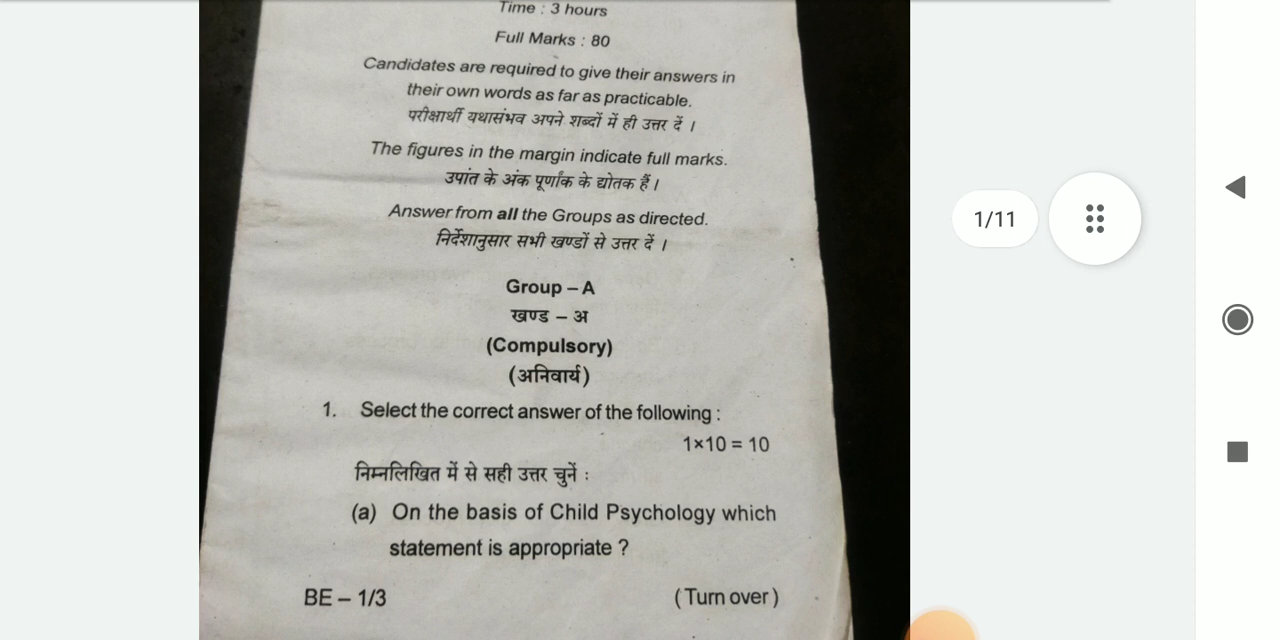 Time : 3 hours
Full Marks : 80
Candidates are required to give their answers in
their own words as far as practicable.
परीक्षार्थी यथासंभव अपने शब्दों में ही उत्तर दें ।
The figures in the margin indicate full marks.
उपांत के अंक पूर्णांक के द्योतक हैं ।
Answer from all the Groups as directed.
निर्देशानुसार सभी खण्डों से उत्तर दें ।
1/11
Group – A
खण्ड – अ
(Compulsory)
(अनिवार्य)
1. Select the correct answer of the following :
1×10 = 10
निम्नलिखित में से सही उत्तर चुनें :
(a) On the basis of Child Psychology which
statement is appropriate ?
BE – 1/3 (Turn over)